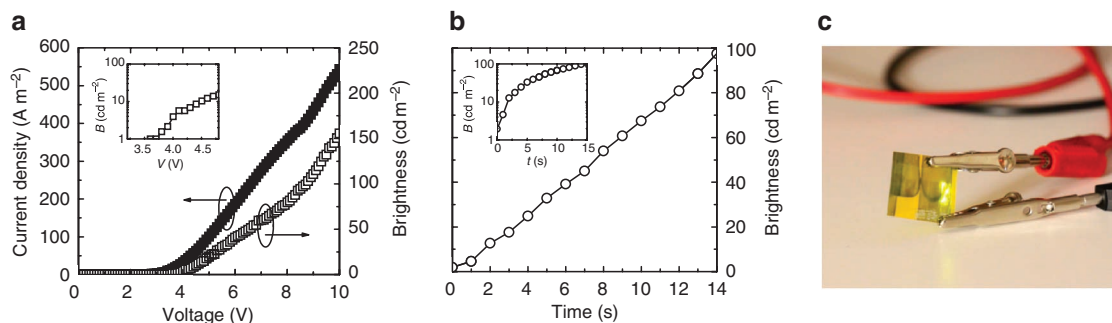 a
600
500
400
300
200
100
0
Current density (A m⁻²)
0 2 4 6 8 10
Voltage (V)
250
200
150
100
50
0
Brightness (cd m⁻²)
100
10
1
B (cd m⁻²)
3.5 4.0 4.5
V (V)
b
100
80
60
40
20
0
Brightness (cd m⁻²)
0 2 4 6 8 10 12 14
Time (s)
100
10
1
B (cd m⁻²)
0 5 10 15
t (s)
c